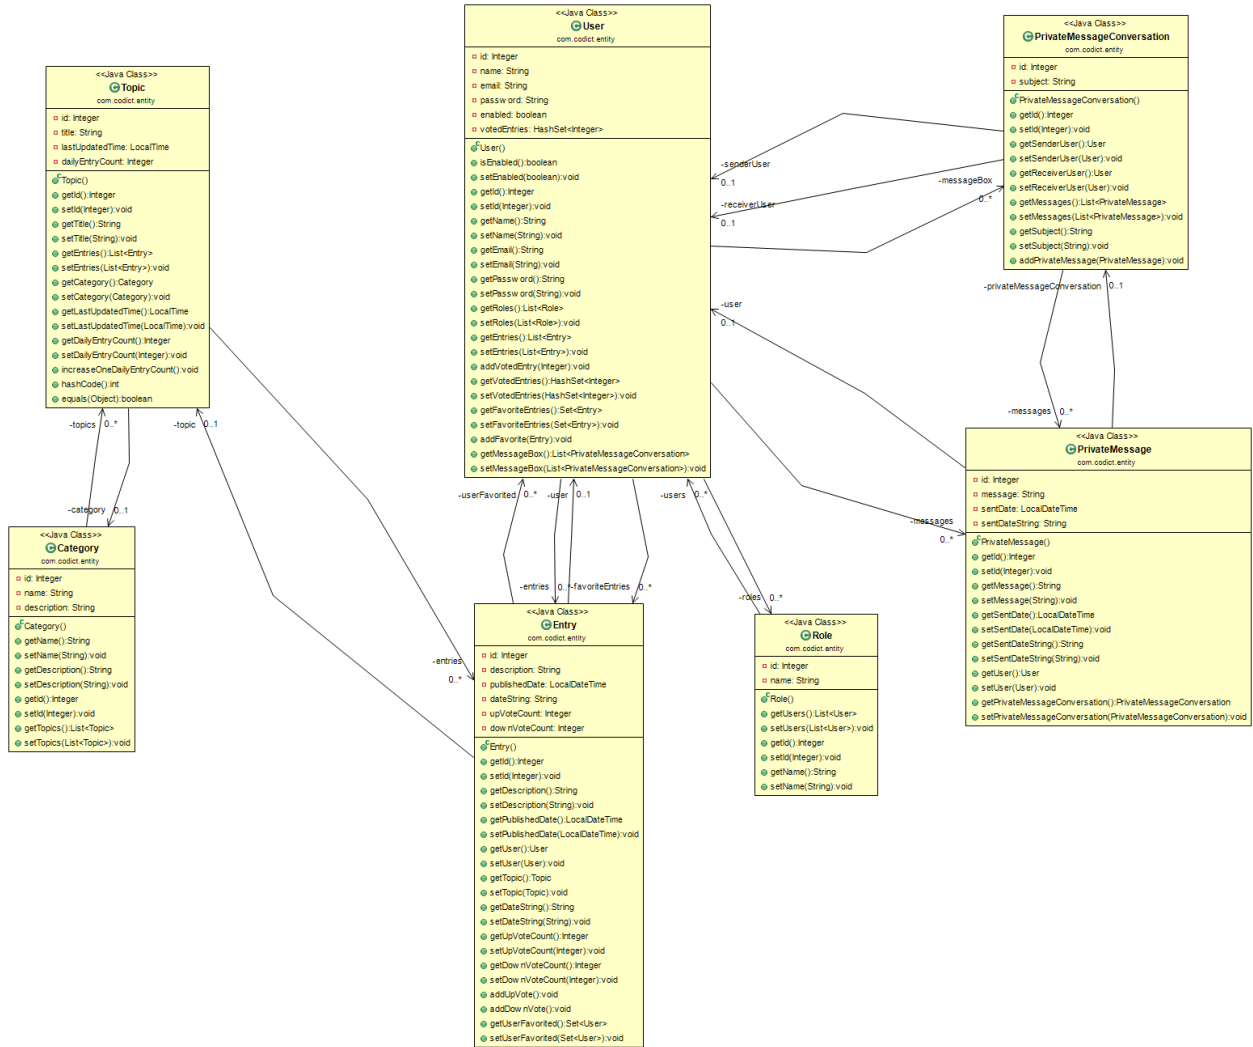 <<Java Class>>
User
com.codict.entity
id: Integer
name: String
email: String
password: String
enabled: boolean
votedEntries: HashSet<Integer>
User()
isEnabled():boolean
setEnabled(boolean):void
getId():Integer
setId(Integer):void
getName():String
setName(String):void
getEmail():String
setEmail(String):void
getPassword():String
setPassword(String):void
getRoles():List<Role>
setRoles(List<Role>):void
getEntries():List<Entry>
setEntries(List<Entry>):void
addVotedEntry(Integer):void
getVotedEntries():HashSet<Integer>
setVotedEntries(HashSet<Integer>):void
getFavoriteEntries():Set<Entry>
setFavoriteEntries(Set<Entry>):void
addFavorite(Entry):void
getMessageBox():List<PrivateMessageConversation>
setMessageBox(List<PrivateMessageConversation>):void
<<Java Class>>
PrivateMessageConversation
com.codict.entity
id: Integer
subject: String
PrivateMessageConversation()
getId():Integer
setId(Integer):void
getSenderUser():User
setSenderUser(User):void
getReceiverUser():User
setReceiverUser(User):void
getMessages():List<PrivateMessage>
setMessages(List<PrivateMessage>):void
getSubject():String
setSubject(String):void
addPrivateMessage(PrivateMessage):void
<<Java Class>>
Topic
com.codict.entity
id: Integer
title: String
lastUpdatedTime: LocalTime
dailyEntryCount: Integer
Topic()
getId():Integer
setId(Integer):void
getTitle():String
setTitle(String):void
getEntries():List<Entry>
setEntries(List<Entry>):void
getCategory():Category
setCategory(Category):void
getLastUpdatedTime():LocalTime
setLastUpdatedTime(LocalTime):void
getDailyEntryCount():Integer
setDailyEntryCount(Integer):void
increaseOneDailyEntryCount():void
hashCode():int
equals(Object):boolean
-senderUser
0..1
-receiverUser
0..1
-messageBox
0..*
-user
0..1
-privateMessageConversation
0..1
-messages
0..*
-topics
0..*
-topic
0..1
-category
0..1
-userFavorited
0..*
-user
0..1
-users
0..*
-entries
0..*
-favoriteEntries
0..*
-roles
0..*
-messages
0..*
-entries
0..*
<<Java Class>>
PrivateMessage
com.codict.entity
id: Integer
message: String
sentDate: LocalDateTime
sentDateString: String
PrivateMessage()
getId():Integer
setId(Integer):void
getMessage():String
setMessage(String):void
getSentDate():LocalDateTime
setSentDate(LocalDateTime):void
getSentDateString():String
setSentDateString(String):void
getUser():User
setUser(User):void
getPrivateMessageConversation():PrivateMessageConversation
setPrivateMessageConversation(PrivateMessageConversation):void
<<Java Class>>
Category
com.codict.entity
id: Integer
name: String
description: String
Category()
getName():String
setName(String):void
getDescription():String
setDescription(String):void
getId():Integer
setId(Integer):void
getTopics():List<Topic>
setTopics(List<Topic>):void
<<Java Class>>
Entry
com.codict.entity
id: Integer
description: String
publishedDate: LocalDateTime
dateString: String
upVoteCount: Integer
downVoteCount: Integer
Entry()
getId():Integer
setId(Integer):void
getDescription():String
setDescription(String):void
getPublishedDate():LocalDateTime
setPublishedDate(LocalDateTime):void
getUser():User
setUser(User):void
getTopic():Topic
setTopic(Topic):void
getDateString():String
setDateString(String):void
getUpVoteCount():Integer
setUpVoteCount(Integer):void
getDownVoteCount():Integer
setDownVoteCount(Integer):void
addUpVote():void
addDownVote():void
getUserFavorited():Set<User>
setUserFavorited(Set<User>):void
<<Java Class>>
Role
com.codict.entity
id: Integer
name: String
Role()
getUsers():List<User>
setUsers(List<User>):void
getId():Integer
setId(Integer):void
getName():String
setName(String):void